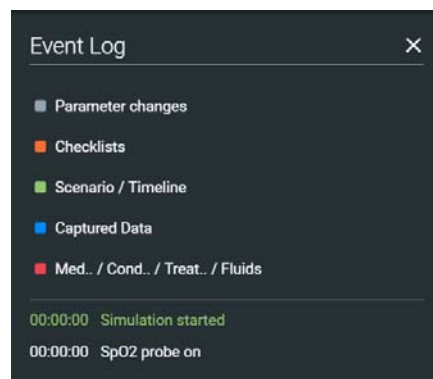 Event Log
Parameter changes
Checklists
Scenario / Timeline
Captured Data
Med.. / Cond.. / Treat.. / Fluids
00:00:00 Simulation started
00:00:00 SpO2 probe on